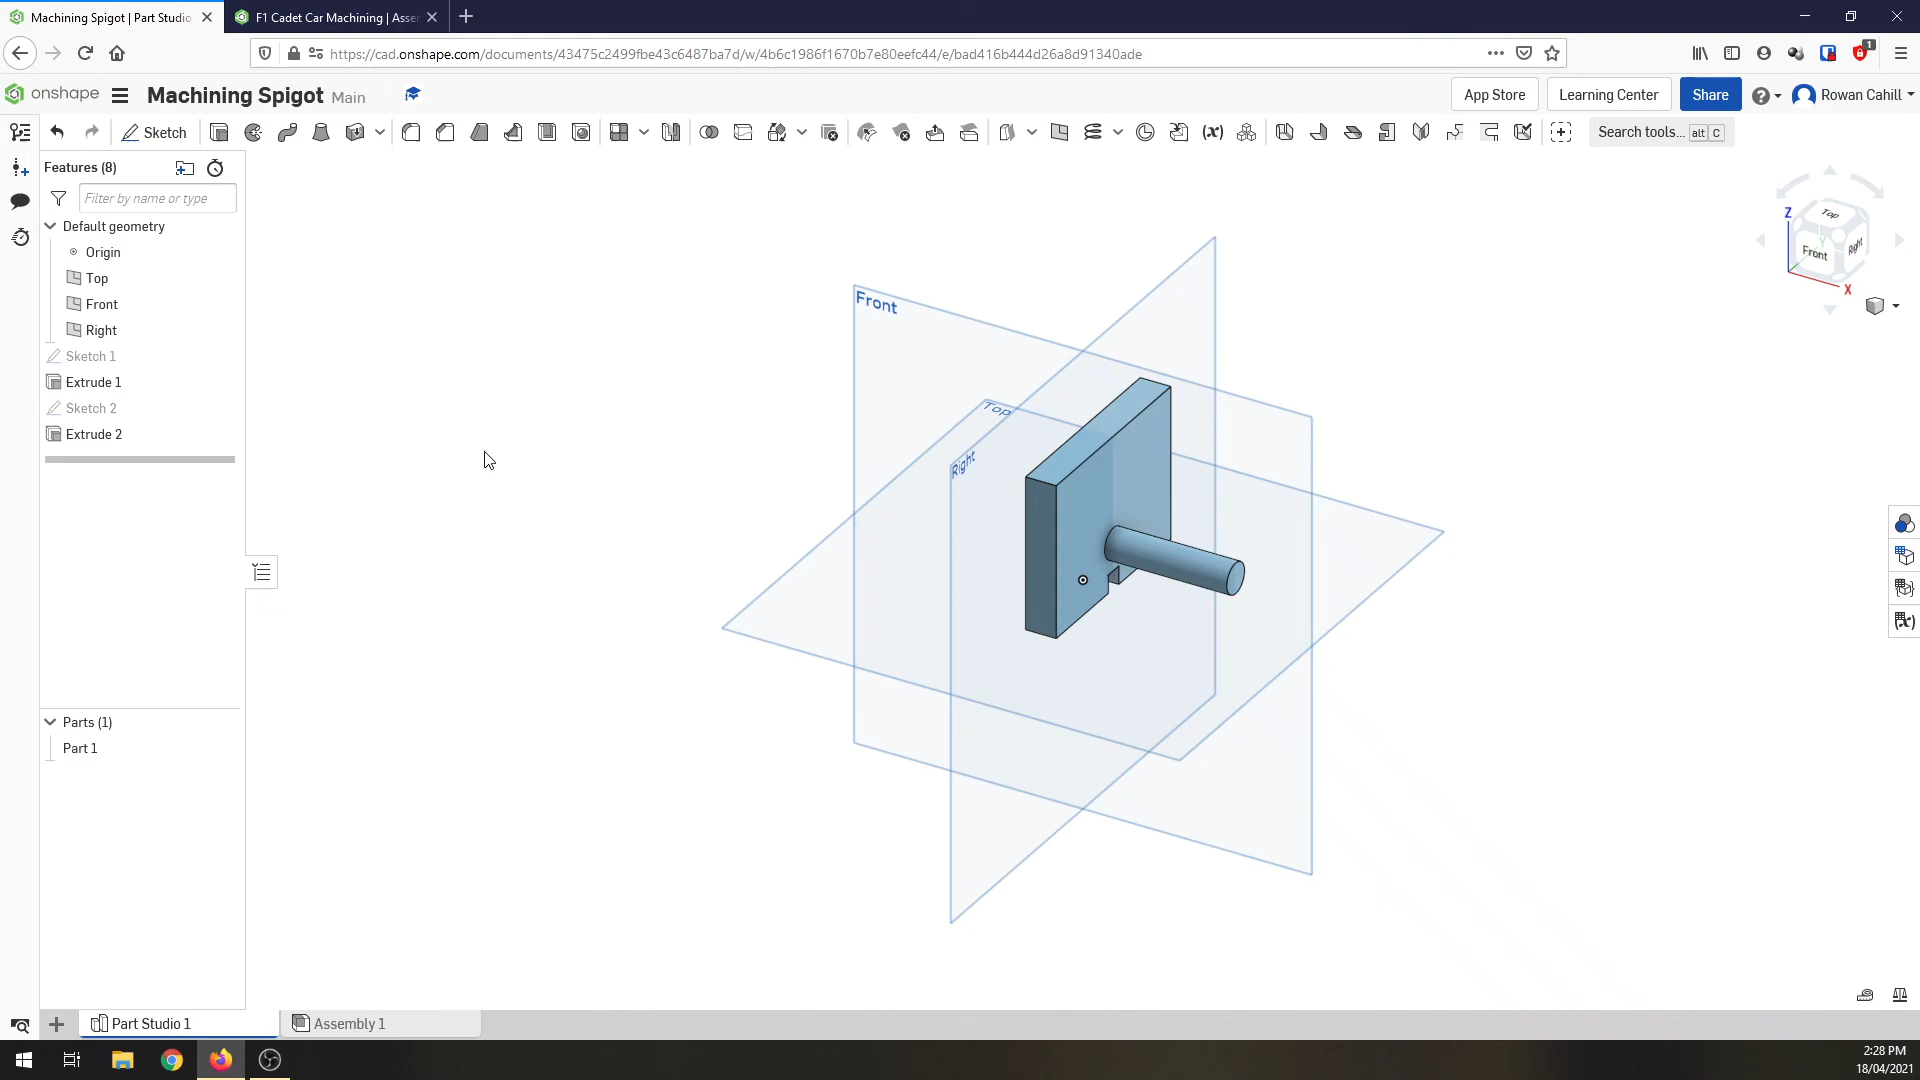 Machining Spigot | Part Studio
F1 Cadet Car Machining | Asse
https://cad.onshape.com/documents/43475c2499fbe43c6487ba7d/w/4b6c1986f1670b7e80eefc44/e/bad416b444d26a8d91340ade
1
onshape
Machining Spigot Main
App Store
Learning Center
Share
Rowan Cahill
Sketch
Search tools... alt C
Features (8)
Filter by name or type
Default geometry
Origin
Top
Front
Right
Sketch 1
Extrude 1
Sketch 2
Extrude 2
Parts (1)
Part 1
Front
Top
Right
Z
Top
Y
Front
Right
X
Part Studio 1
Assembly 1
2:28 PM
18/04/2021